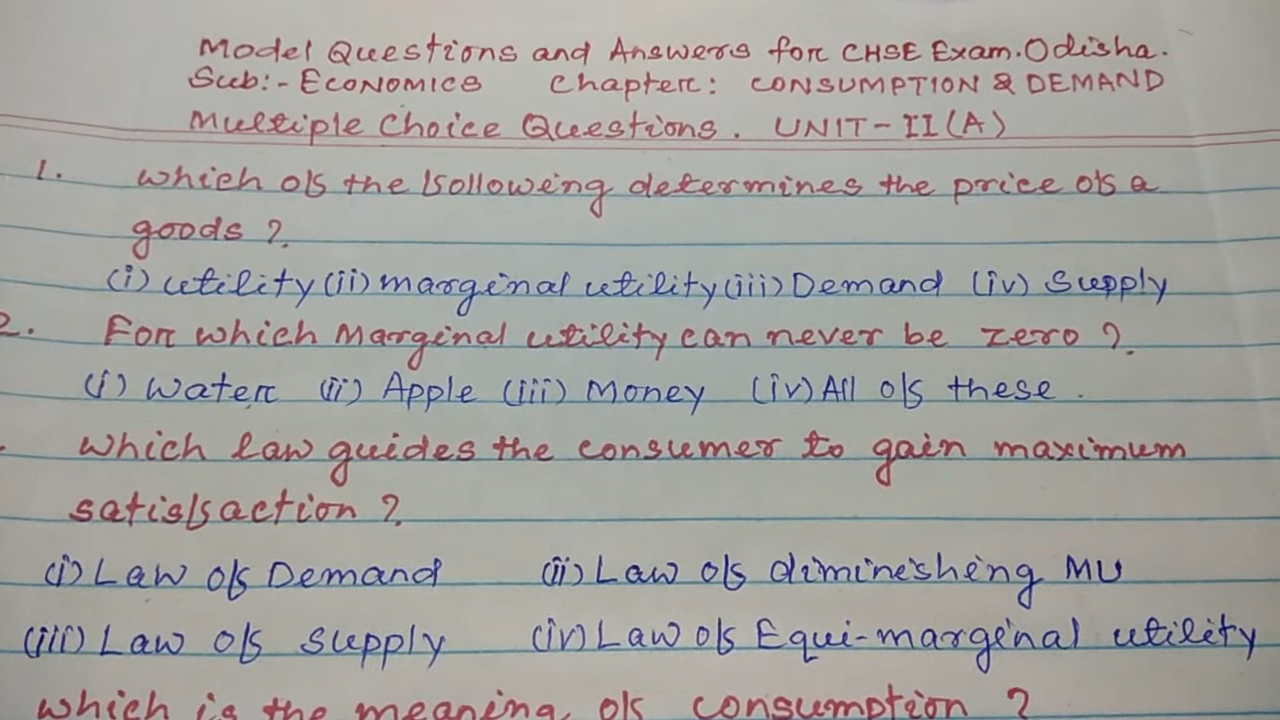 Model Questions and Answers for CHSE Exam. Odisha.
Sub:- ECONOMICS Chapter: CONSUMPTION & DEMAND
Multiple Choice Questions. UNIT-II(A)
1. which of the following determines the price of a
goods ?
(i) utility (ii) marginal utility (iii) Demand (iv) Supply
2. For which Marginal utility can never be zero ?
(i) Water (ii) Apple (iii) Money (iv) All of these.
which law guides the consumer to gain maximum
satisfaction ?
(i) Law of Demand (ii) Law of diminishing MU
(iii) Law of supply (iv) Law of Equi-marginal utility
which is the meaning of consumption ?